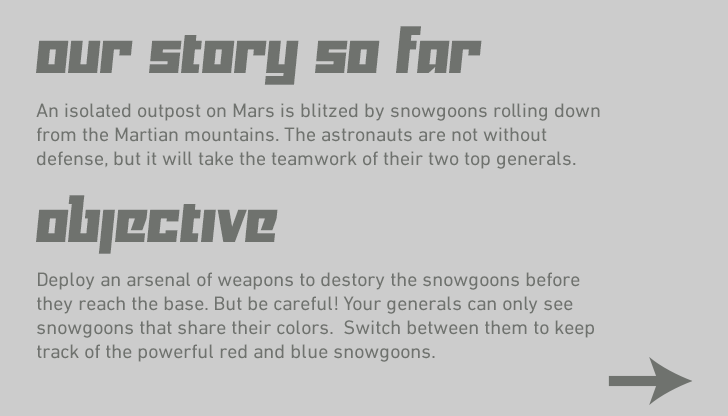 our story so far
An isolated outpost on Mars is blitzed by snowgoons rolling down
from the Martian mountains. The astronauts are not without
defense, but it will take the teamwork of their two top generals.
objective
Deploy an arsenal of weapons to destory the snowgoons before
they reach the base. But be careful! Your generals can only see
snowgoons that share their colors.  Switch between them to keep
track of the powerful red and blue snowgoons.